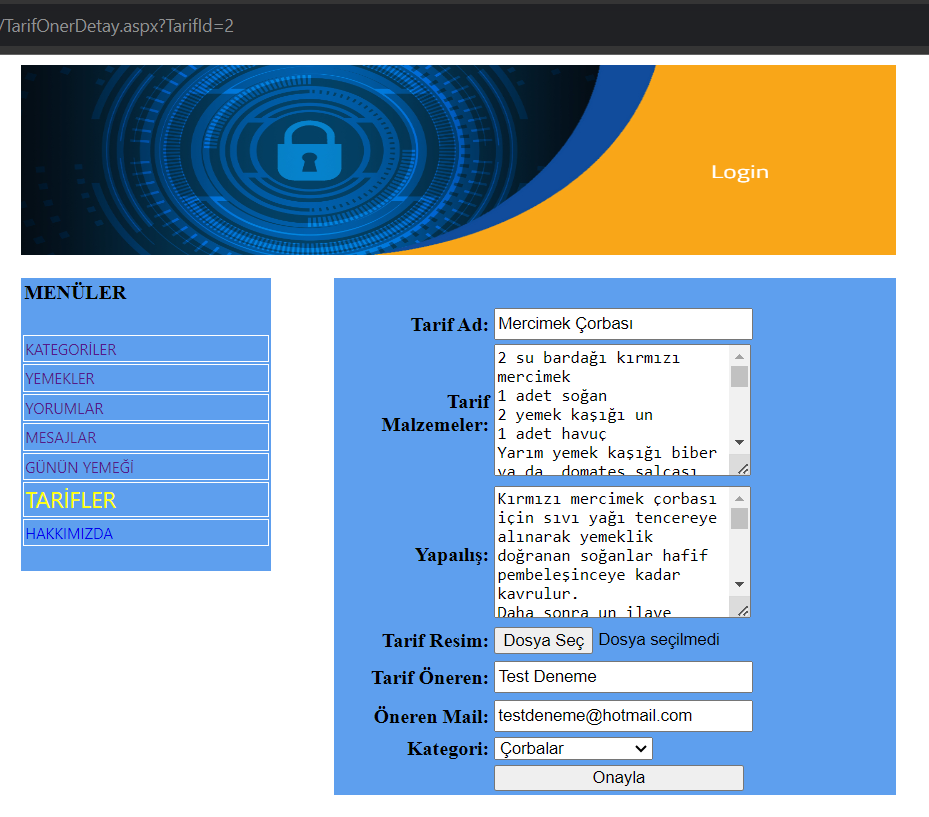 /TarifOnerDetay.aspx?TarifId=2
Login
MENÜLER
KATEGORİLER
YEMEKLER
YORUMLAR
MESAJLAR
GÜNÜN YEMEĞİ
TARİFLER
HAKKIMIZDA
Tarif Ad: Mercimek Çorbası
Tarif Malzemeler:
2 su bardağı kırmızı
mercimek
1 adet soğan
2 yemek kaşığı un
1 adet havuç
Yarım yemek kaşığı biber
ya da domates salçası
Yapaılış:
Kırmızı mercimek çorbası
için sıvı yağı tencereye
alınarak yemeklik
doğranan soğanlar hafif
pembeleşinceye kadar
kavrulur.
Daha sonra un ilave
Tarif Resim: Dosya Seç Dosya seçilmedi
Tarif Öneren: Test Deneme
Öneren Mail: testdeneme@hotmail.com
Kategori: Çorbalar
Onayla